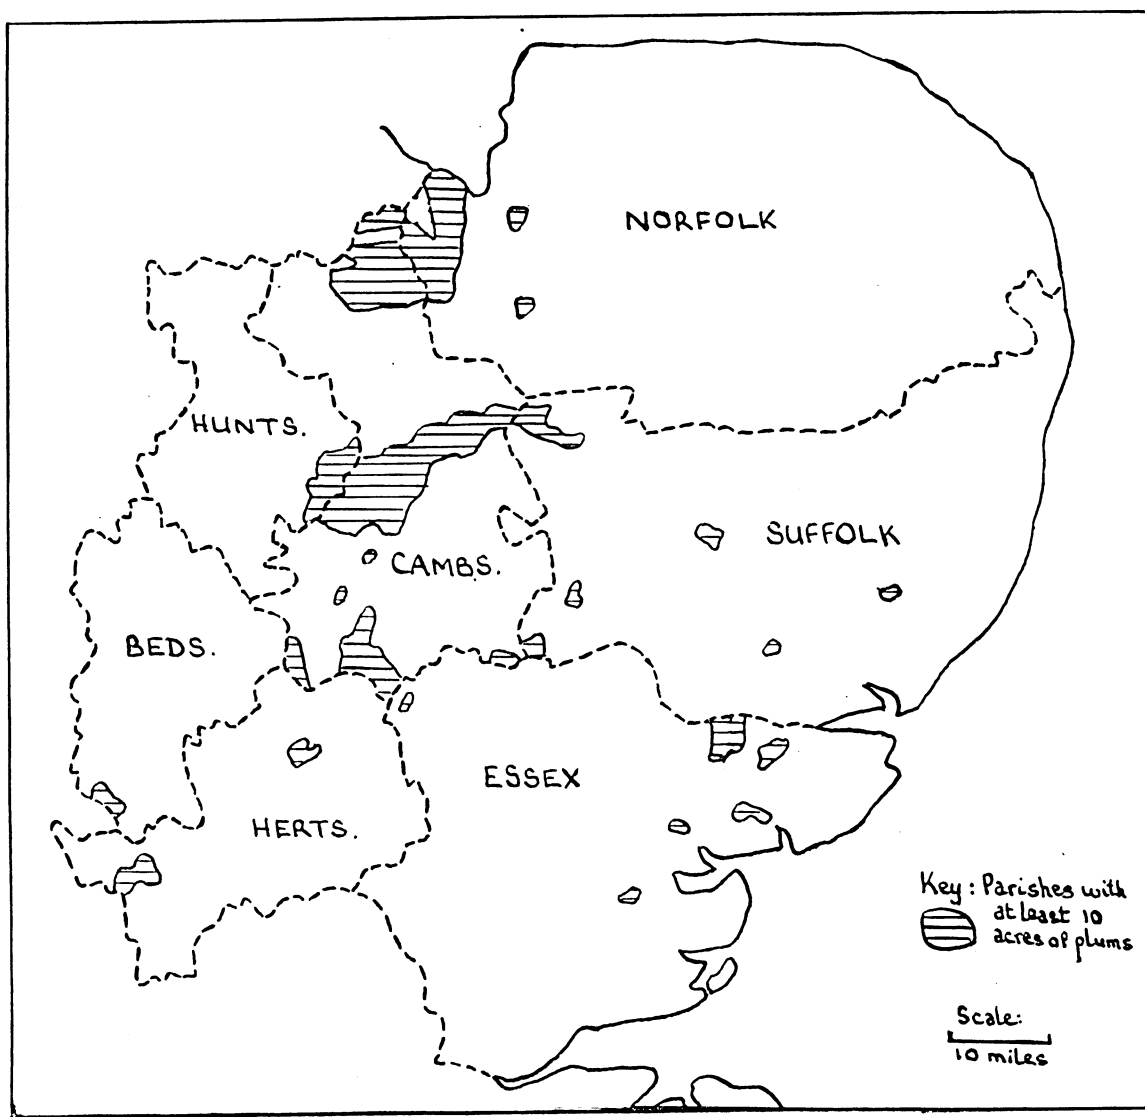 NORFOLK
HUNTS.
SUFFOLK
CAMBS.
BEDS.
ESSEX
HERTS.
Key: Parishes with
at least 10
acres of plums
Scale:
10 miles